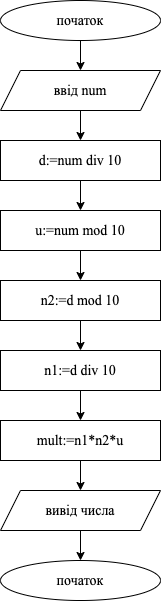 початок
ввід num
d:=num div 10
u:=num mod 10
n2:=d mod 10
n1:=d div 10
mult:=n1*n2*u
вивід числа
початок